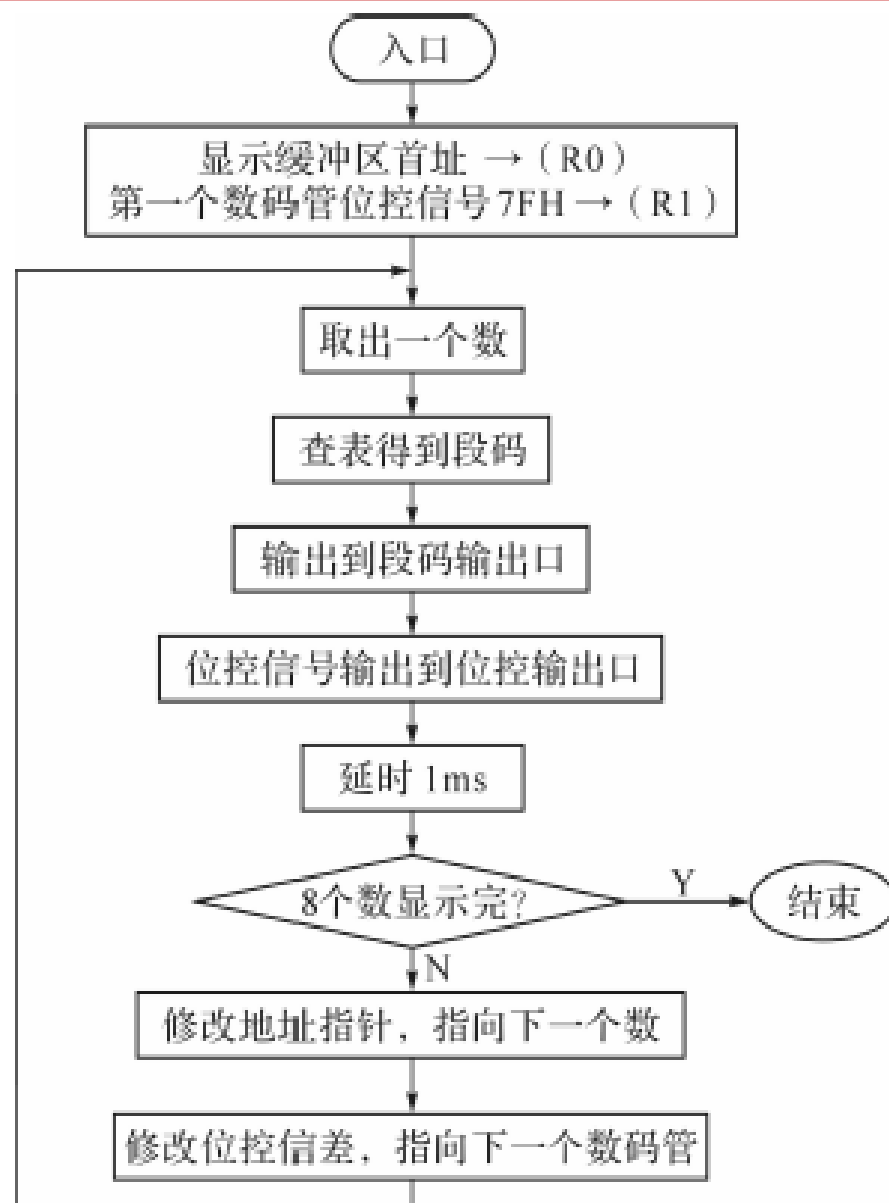 入口
显示缓冲区首址 →（R0）
第一个数码管位控信号7FH→（R1）
取出一个数
查表得到段码
输出到段码输出口
位控信号输出到位控输出口
延时 1ms
8个数显示完?
Y
结束
N
修改地址指针，指向下一个数
修改位控信差，指向下一个数码管